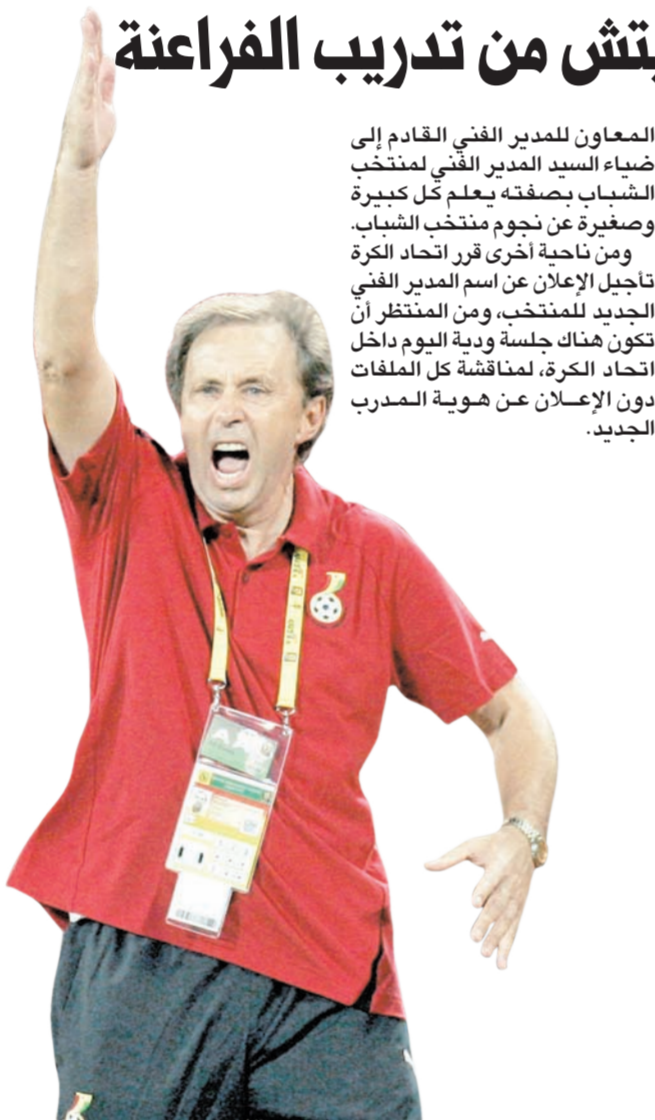 من تدريب الفراعنة
المعاون للمدير الفني القادم إلى
ضياء السيد المدير الفني لمنتخب
الشباب بصفته يعلم كل كبيرة
وصغيرة عن نجوم منتخب الشباب.
ومن ناحية أخرى قرر اتحاد الكرة
تأجيل الإعلان عن اسم المدير الفني
الجديد للمنتخب، ومن المنتظر أن
تكون هناك جلسة ودية اليوم داخل
اتحاد الكرة، لمناقشة كل الملفات
دون الإعلان عن هوية المدرب
الجديد.